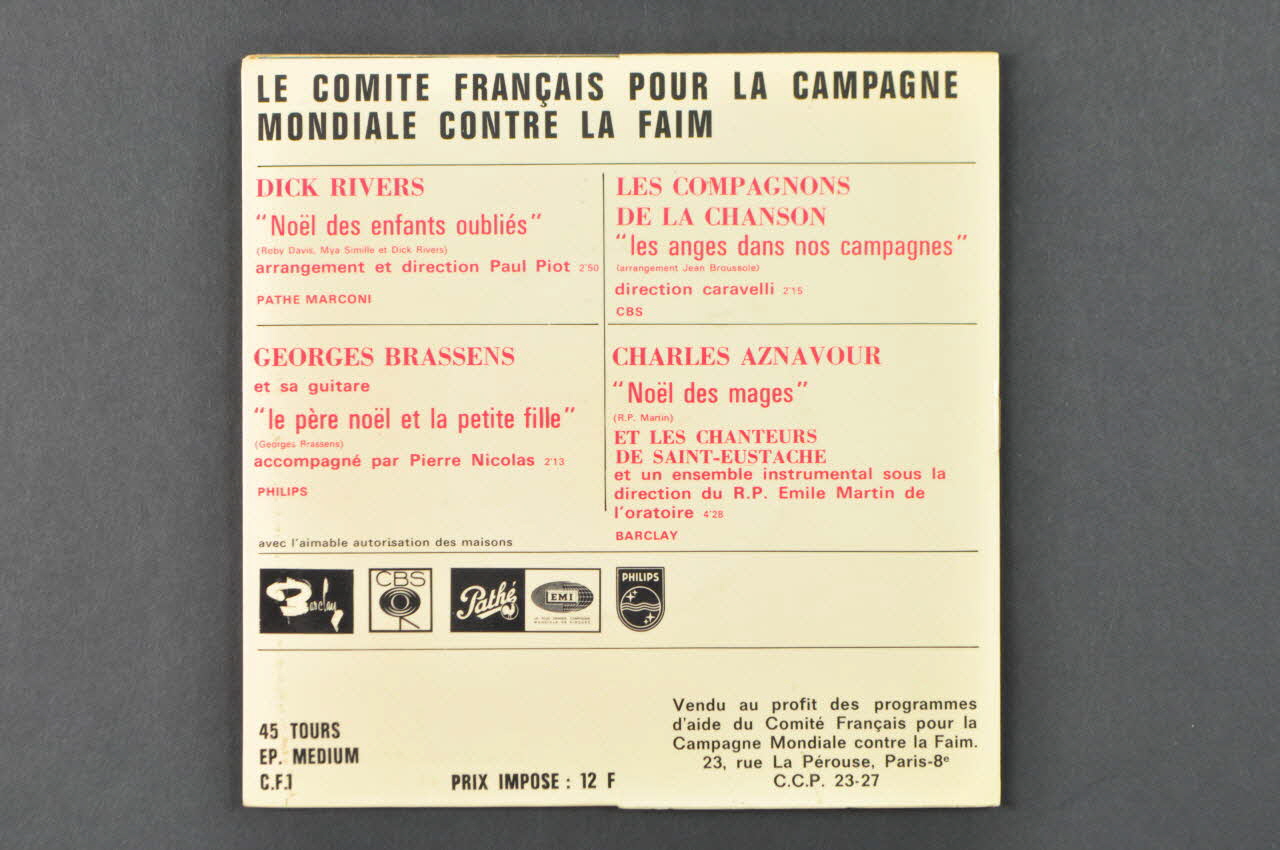 LE COMITE FRANÇAIS POUR LA CAMPAGNE
MONDIALE CONTRE LA FAIM
DICK RIVERS
"Noël des enfants oubliés"
(Roby Davis, Mya Simille et Dick Rivers)
arrangement et direction Paul Piot 2'50
PATHE MARCONI
LES COMPAGNONS
DE LA CHANSON
"les anges dans nos campagnes"
(arrangement Jean Broussole)
direction caravelli 2'15
CBS
GEORGES BRASSENS
et sa guitare
"le père noël et la petite fille"
(Georges Brassens)
accompagné par Pierre Nicolas 2'13
PHILIPS
CHARLES AZNAVOUR
"Noël des mages"
(R.P. Martin)
ET LES CHANTEURS
DE SAINT-EUSTACHE
et un ensemble instrumental sous la
direction du R.P. Emile Martin de
l'oratoire 4'28
BARCLAY
avec l'aimable autorisation des maisons
Barclay
CBS
Pathé
EMI
LA PLUS GRANDE COMPAGNIE
MONDIALE DE DISQUES
PHILIPS
45 TOURS
EP. MEDIUM
C.F.1
PRIX IMPOSE : 12 F
Vendu au profit des programmes
d'aide du Comité Français pour la
Campagne Mondiale contre la Faim.
23, rue La Pérouse, Paris-8e
C.C.P. 23-27